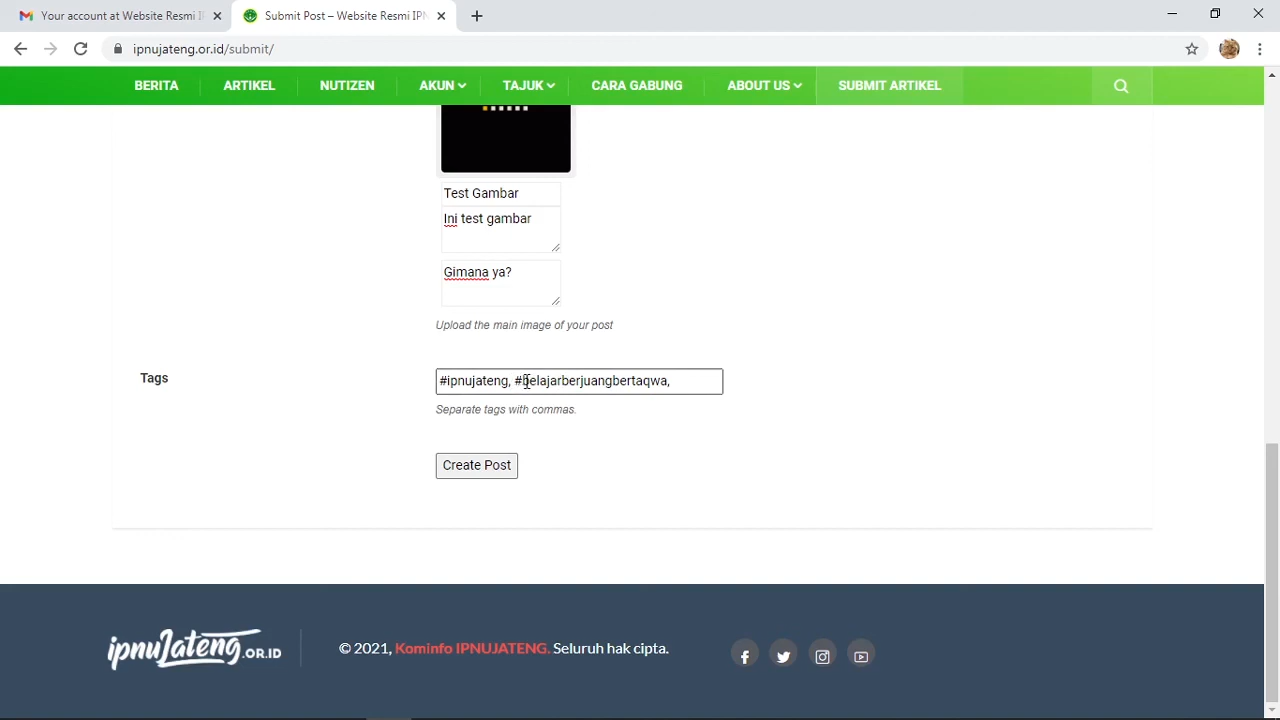 Your account at Website Resmi IP
Submit Post – Website Resmi IPN
ipnujateng.or.id/submit/
BERITA
ARTIKEL
NUTIZEN
AKUN
TAJUK
CARA GABUNG
ABOUT US
SUBMIT ARTIKEL
Test Gambar
Ini test gambar
Gimana ya?
Upload the main image of your post
Tags
#ipnujateng, #belajarberjuangbertaqwa,
Separate tags with commas.
Create Post
ipnuJateng.OR.ID
© 2021, Kominfo IPNUJATENG. Seluruh hak cipta.